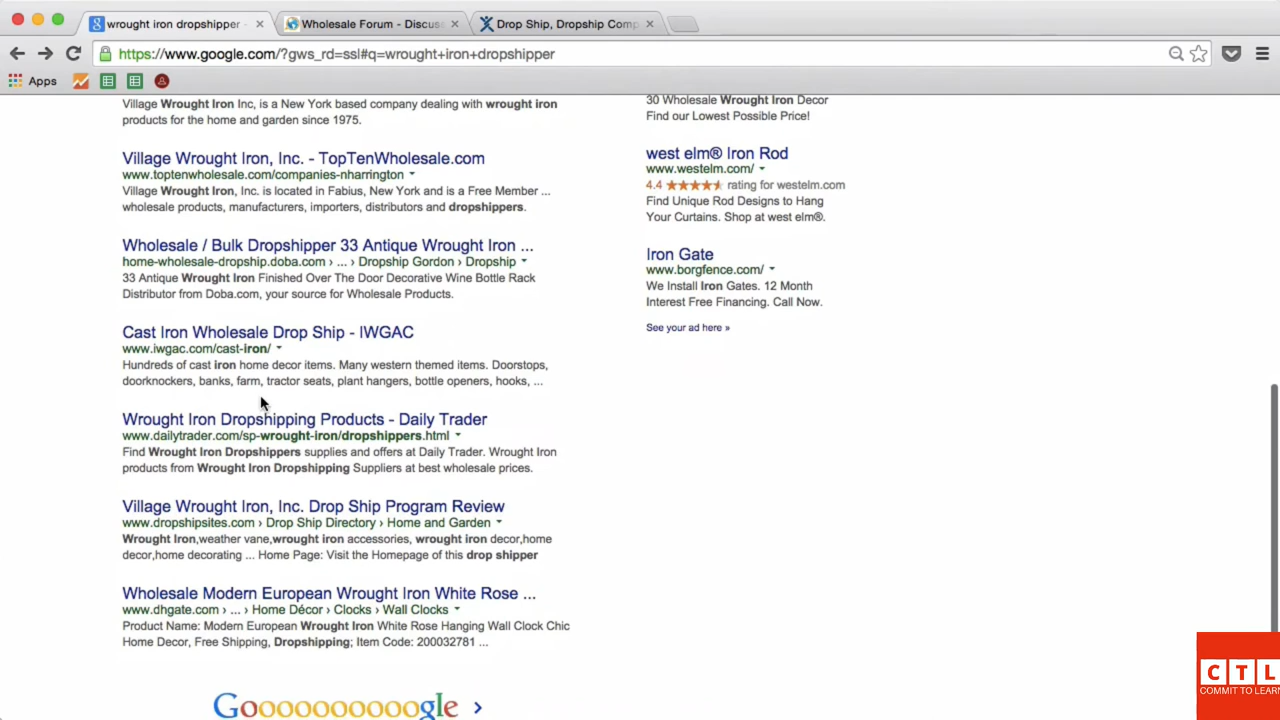 wrought iron dropshipper
Wholesale Forum - Discus
Drop Ship, Dropship Comp
https://www.google.com/?gws_rd=ssl#q=wrought+iron+dropshipper
Apps
Village Wrought Iron Inc, is a New York based company dealing with wrought iron
products for the home and garden since 1975.
Village Wrought Iron, Inc. - TopTenWholesale.com
www.toptenwholesale.com/companies-nharrington
Village Wrought Iron, Inc. is located in Fabius, New York and is a Free Member ...
wholesale products, manufacturers, importers, distributors and dropshippers.
Wholesale / Bulk Dropshipper 33 Antique Wrought Iron ...
home-wholesale-dropship.doba.com › ... › Dropship Gordon › Dropship
33 Antique Wrought Iron Finished Over The Door Decorative Wine Bottle Rack
Distributor from Doba.com, your source for Wholesale Products.
Cast Iron Wholesale Drop Ship - IWGAC
www.iwgac.com/cast-iron/
Hundreds of cast iron home decor items. Many western themed items. Doorstops,
doorknockers, banks, farm, tractor seats, plant hangers, bottle openers, hooks, ...
Wrought Iron Dropshipping Products - Daily Trader
www.dailytrader.com/sp-wrought-iron/dropshippers.html
Find Wrought Iron Dropshippers supplies and offers at Daily Trader. Wrought Iron
products from Wrought Iron Dropshipping Suppliers at best wholesale prices.
Village Wrought Iron, Inc. Drop Ship Program Review
www.dropshipsites.com › Drop Ship Directory › Home and Garden
Wrought Iron,weather vane,wrought iron accessories, wrought iron decor,home
decor,home decorating ... Home Page: Visit the Homepage of this drop shipper
Wholesale Modern European Wrought Iron White Rose ...
www.dhgate.com › ... › Home Décor › Clocks › Wall Clocks
Product Name: Modern European Wrought Iron White Rose Hanging Wall Clock Chic
Home Decor, Free Shipping, Dropshipping; Item Code: 200032781 ...
Goooooooooogle
30 Wholesale Wrought Iron Decor
Find our Lowest Possible Price!
west elm® Iron Rod
www.westelm.com/
4.4 ★★★★★ rating for westelm.com
Find Unique Rod Designs to Hang
Your Curtains. Shop at west elm®.
Iron Gate
www.borgfence.com/
We Install Iron Gates. 12 Month
Interest Free Financing. Call Now.
See your ad here »
CTL
COMMIT TO LEARN